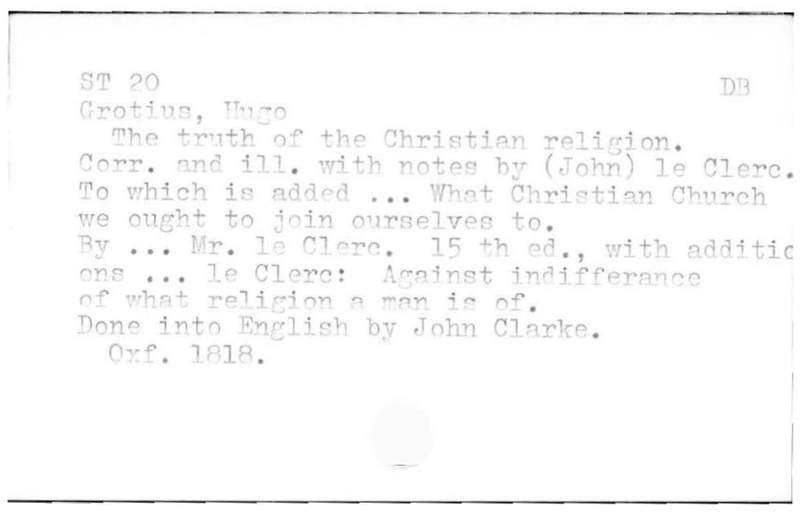 ST 20 DB
Grotius, Hugo
The truth of the Christian religion.
Corr. and ill. with notes by (John) le Clerc.
To which is added ... What Christian Church
we ought to join ourselves to.
By ... Mr. le Clerc. 15 th ed., with additic
ons ... le Clerc: Against indifferance
of what religion a man is of.
Done into English by John Clarke.
Oxf. 1818.